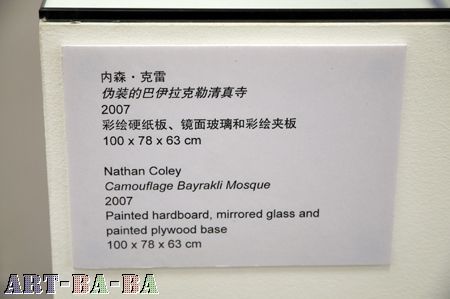 内森·克雷
伪装的巴伊拉克勒清真寺
2007
彩绘硬纸板、镜面玻璃和彩绘夹板
100 x 78 x 63 cm
Nathan Coley
Camouflage Bayrakli Mosque
2007
Painted hardboard, mirrored glass and
painted plywood base
100 x 78 x 63 cm
ART-BA-BA